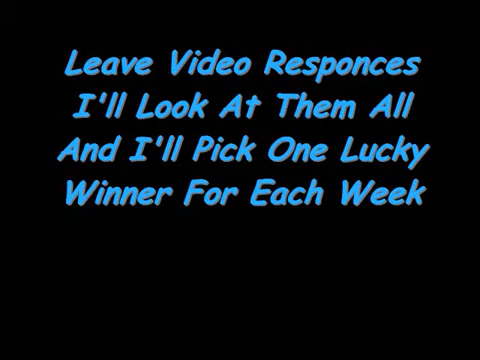 Leave Video Responces
I'll Look At Them All
And I'll Pick One Lucky
Winner For Each Week